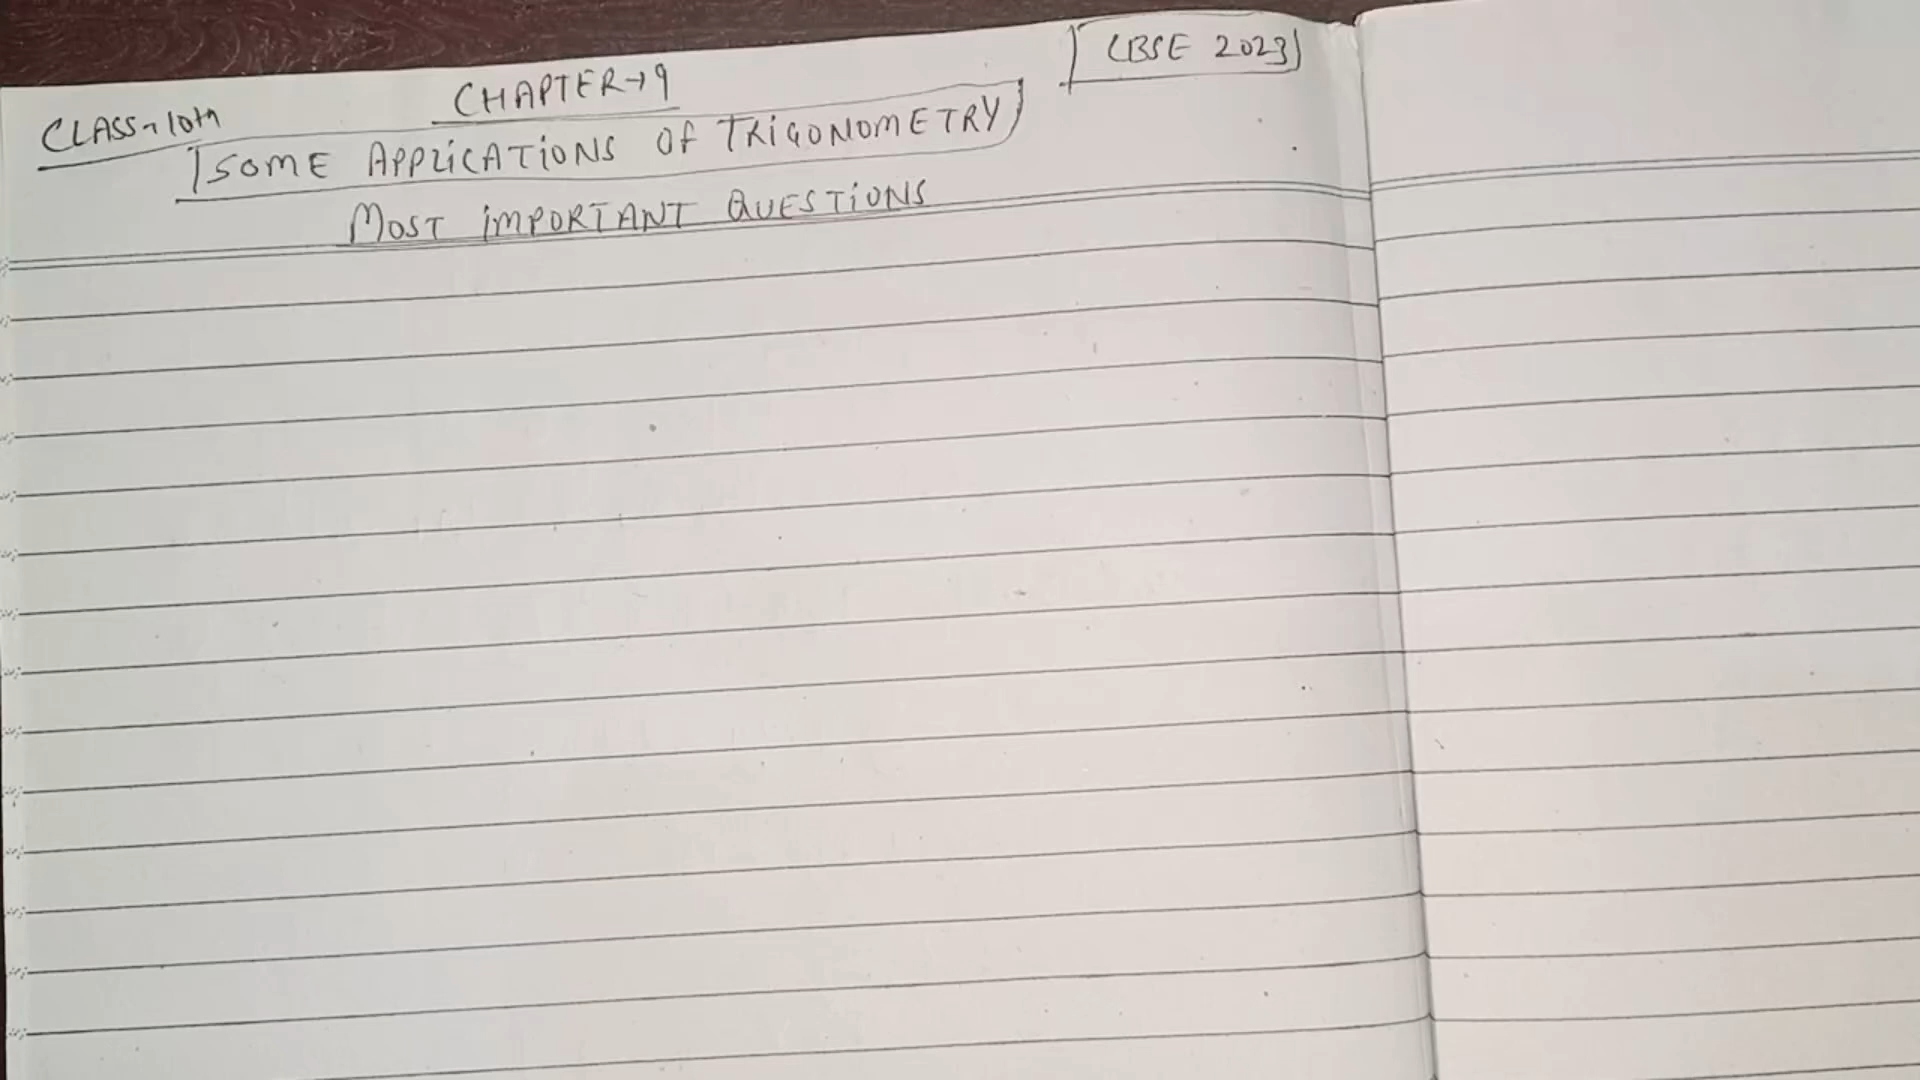 CBSE 2023
CHAPTER→9
CLASS→10th
SOME APPLICATIONS OF TRIGONOMETRY
MOST IMPORTANT QUESTIONS